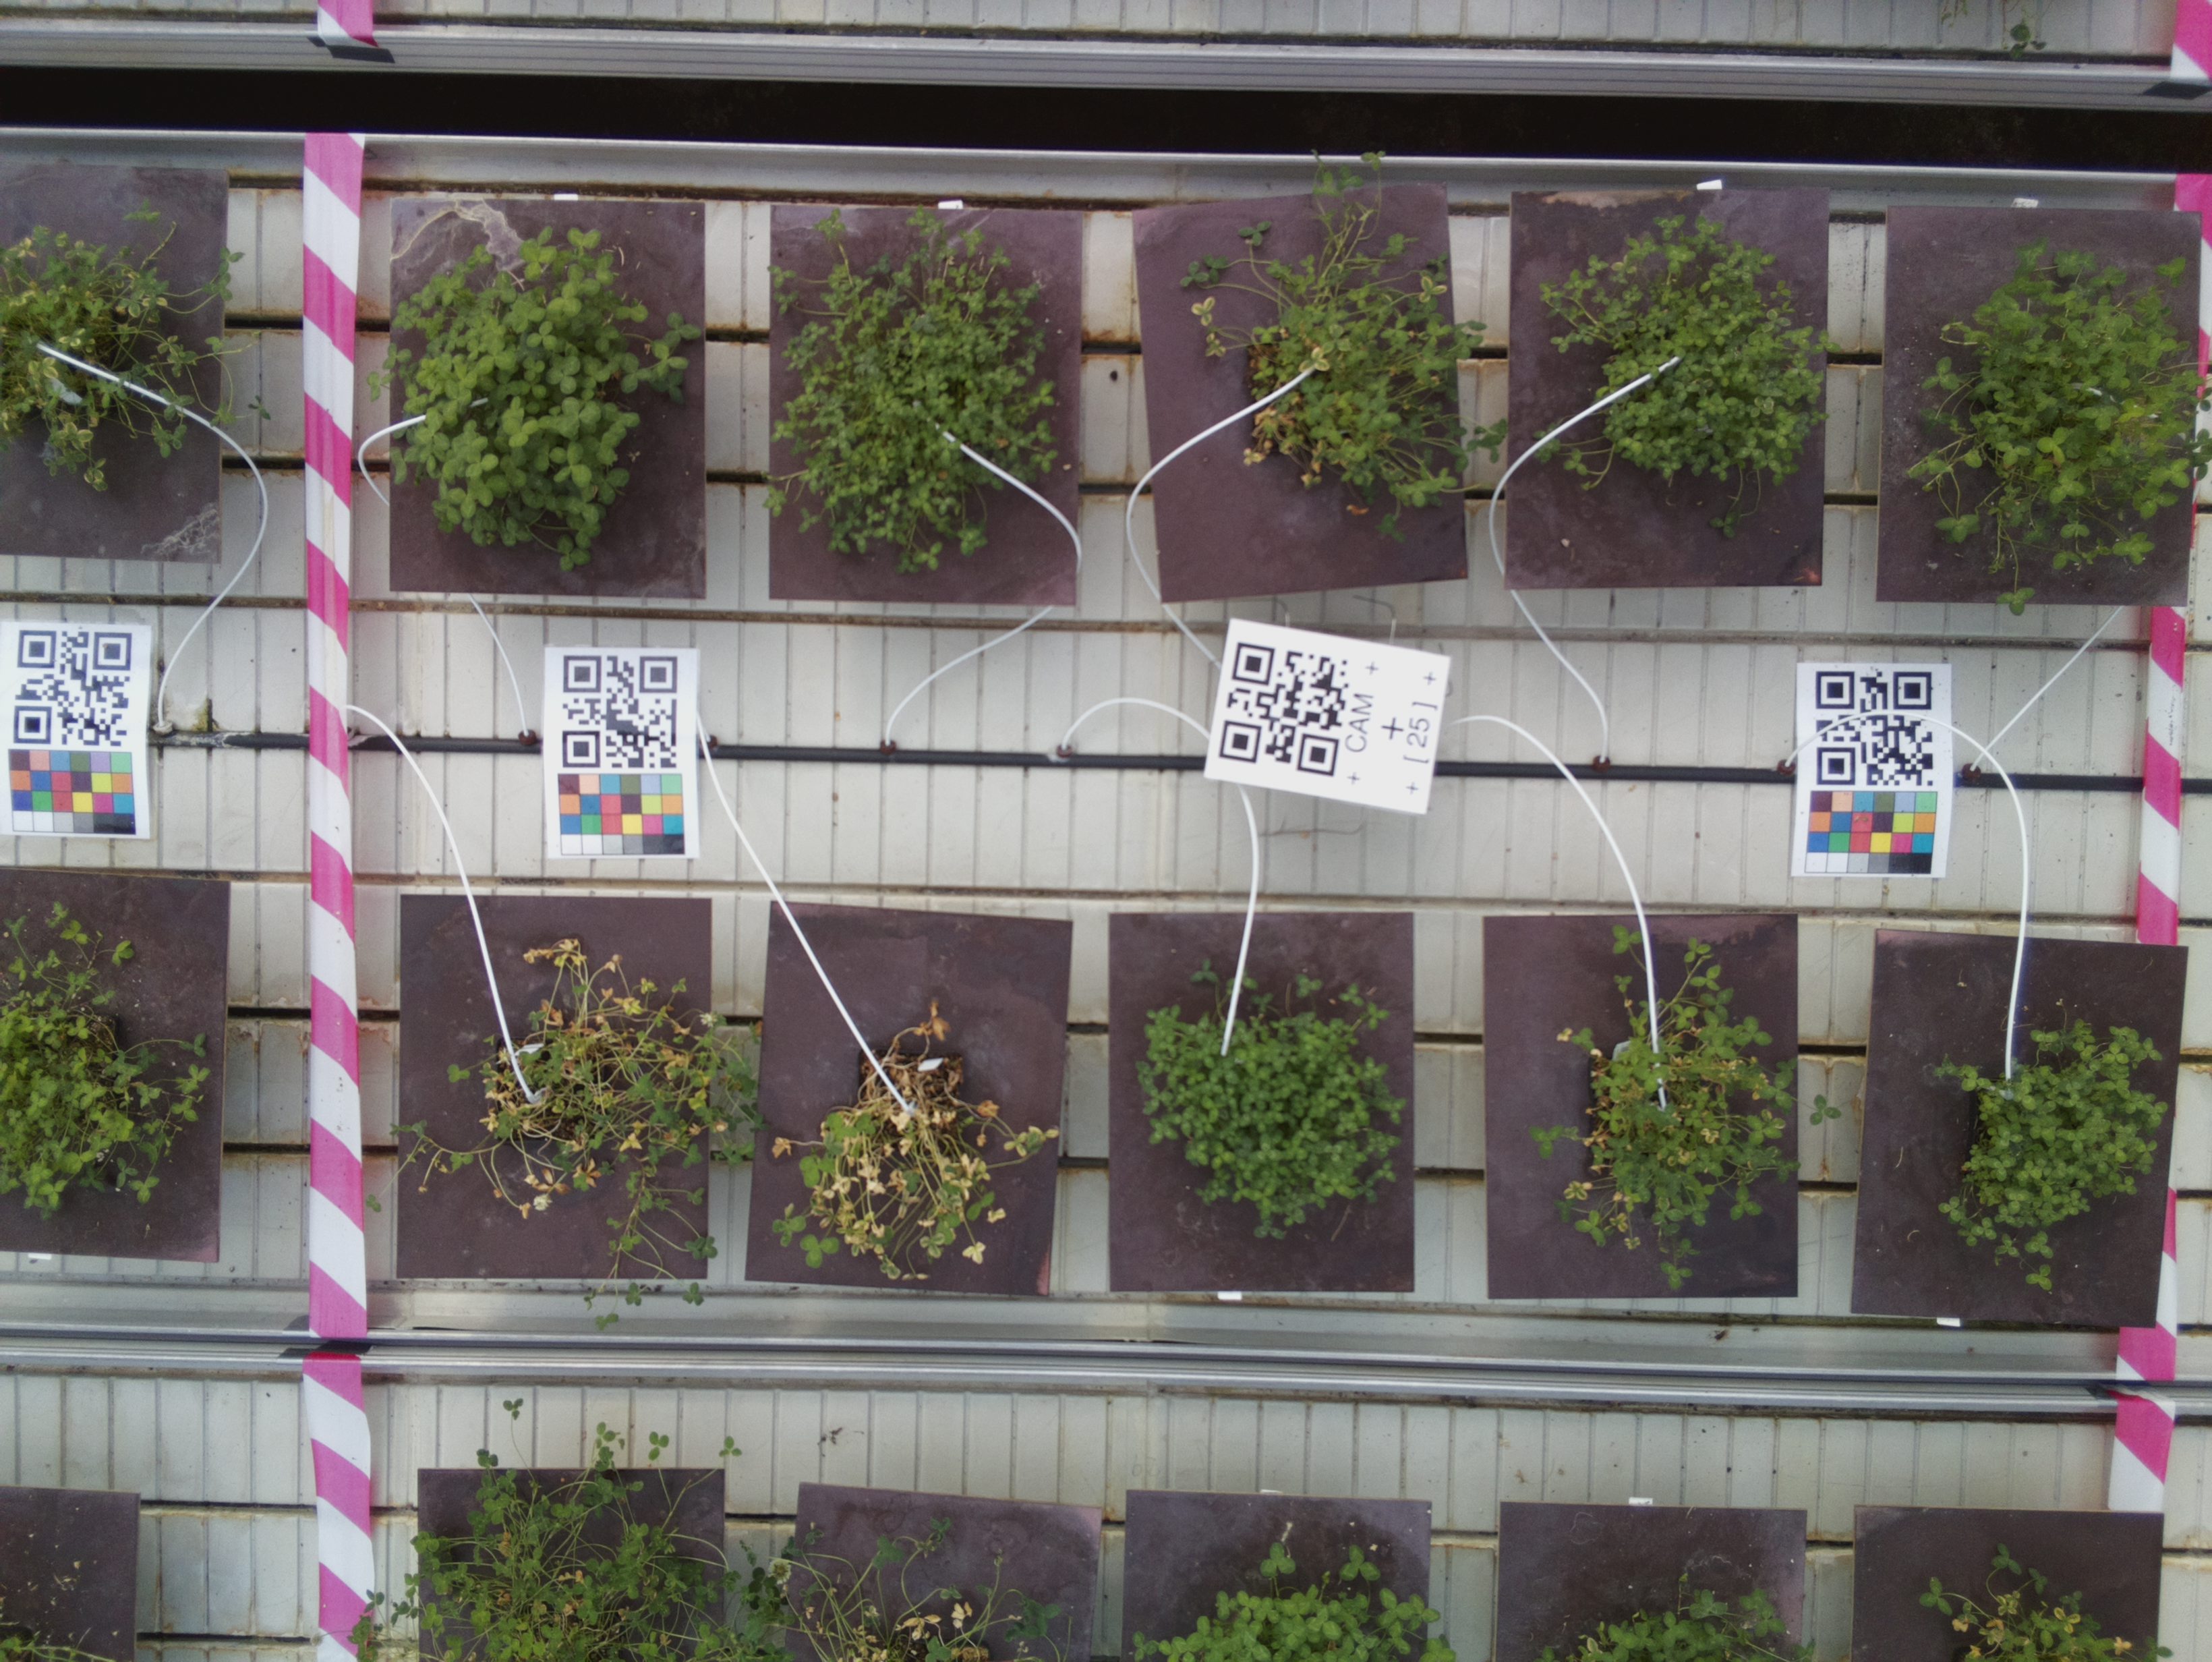 + CAM +
+
+ [ 25 ] +